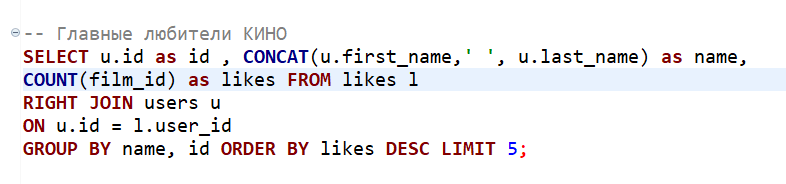 -- Главные любители КИНО
SELECT u.id as id , CONCAT(u.first_name,' ', u.last_name) as name,
COUNT(film_id) as likes FROM likes l
RIGHT JOIN users u
ON u.id = l.user_id
GROUP BY name, id ORDER BY likes DESC LIMIT 5;